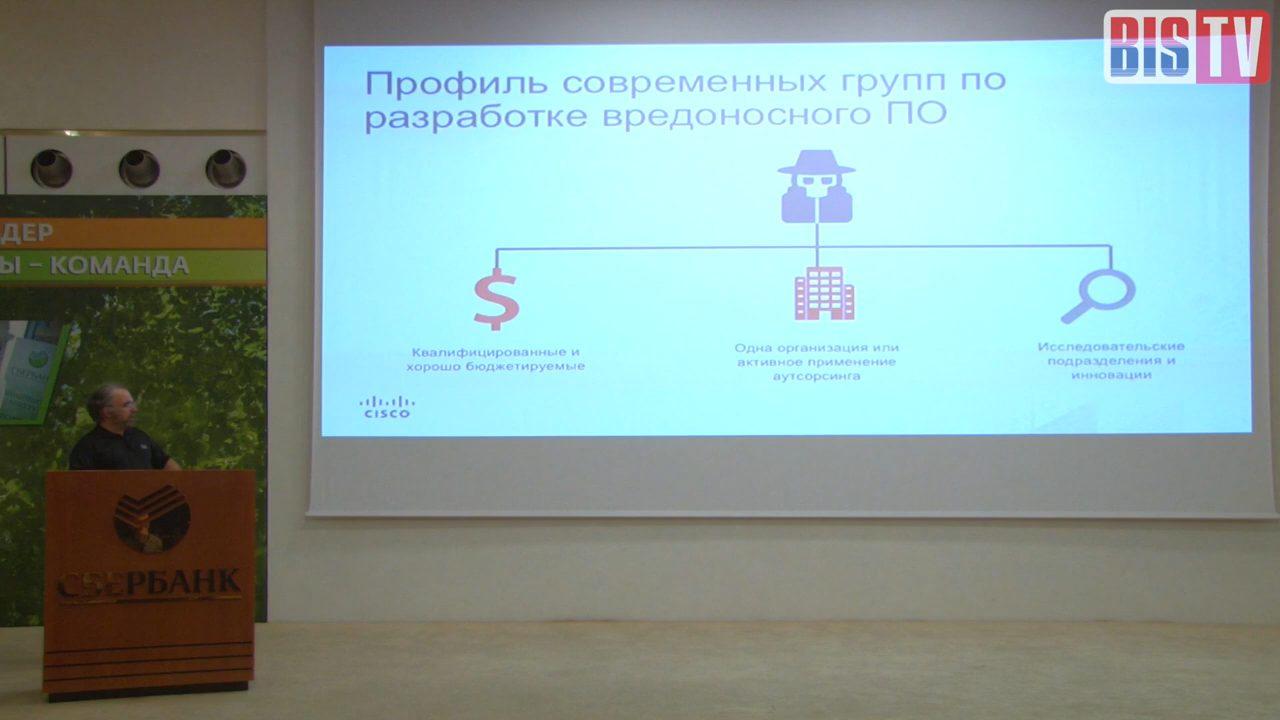 BIS TV
Профиль современных групп по
разработке вредоносного ПО
$
Квалифицированные и
хорошо бюджетируемые
Одна организация или
активное применение
аутсорсинга
Исследовательские
подразделения и
инновации
CISCO
ДЕР
Ы – КОМАНДА
СБЕРБАНК